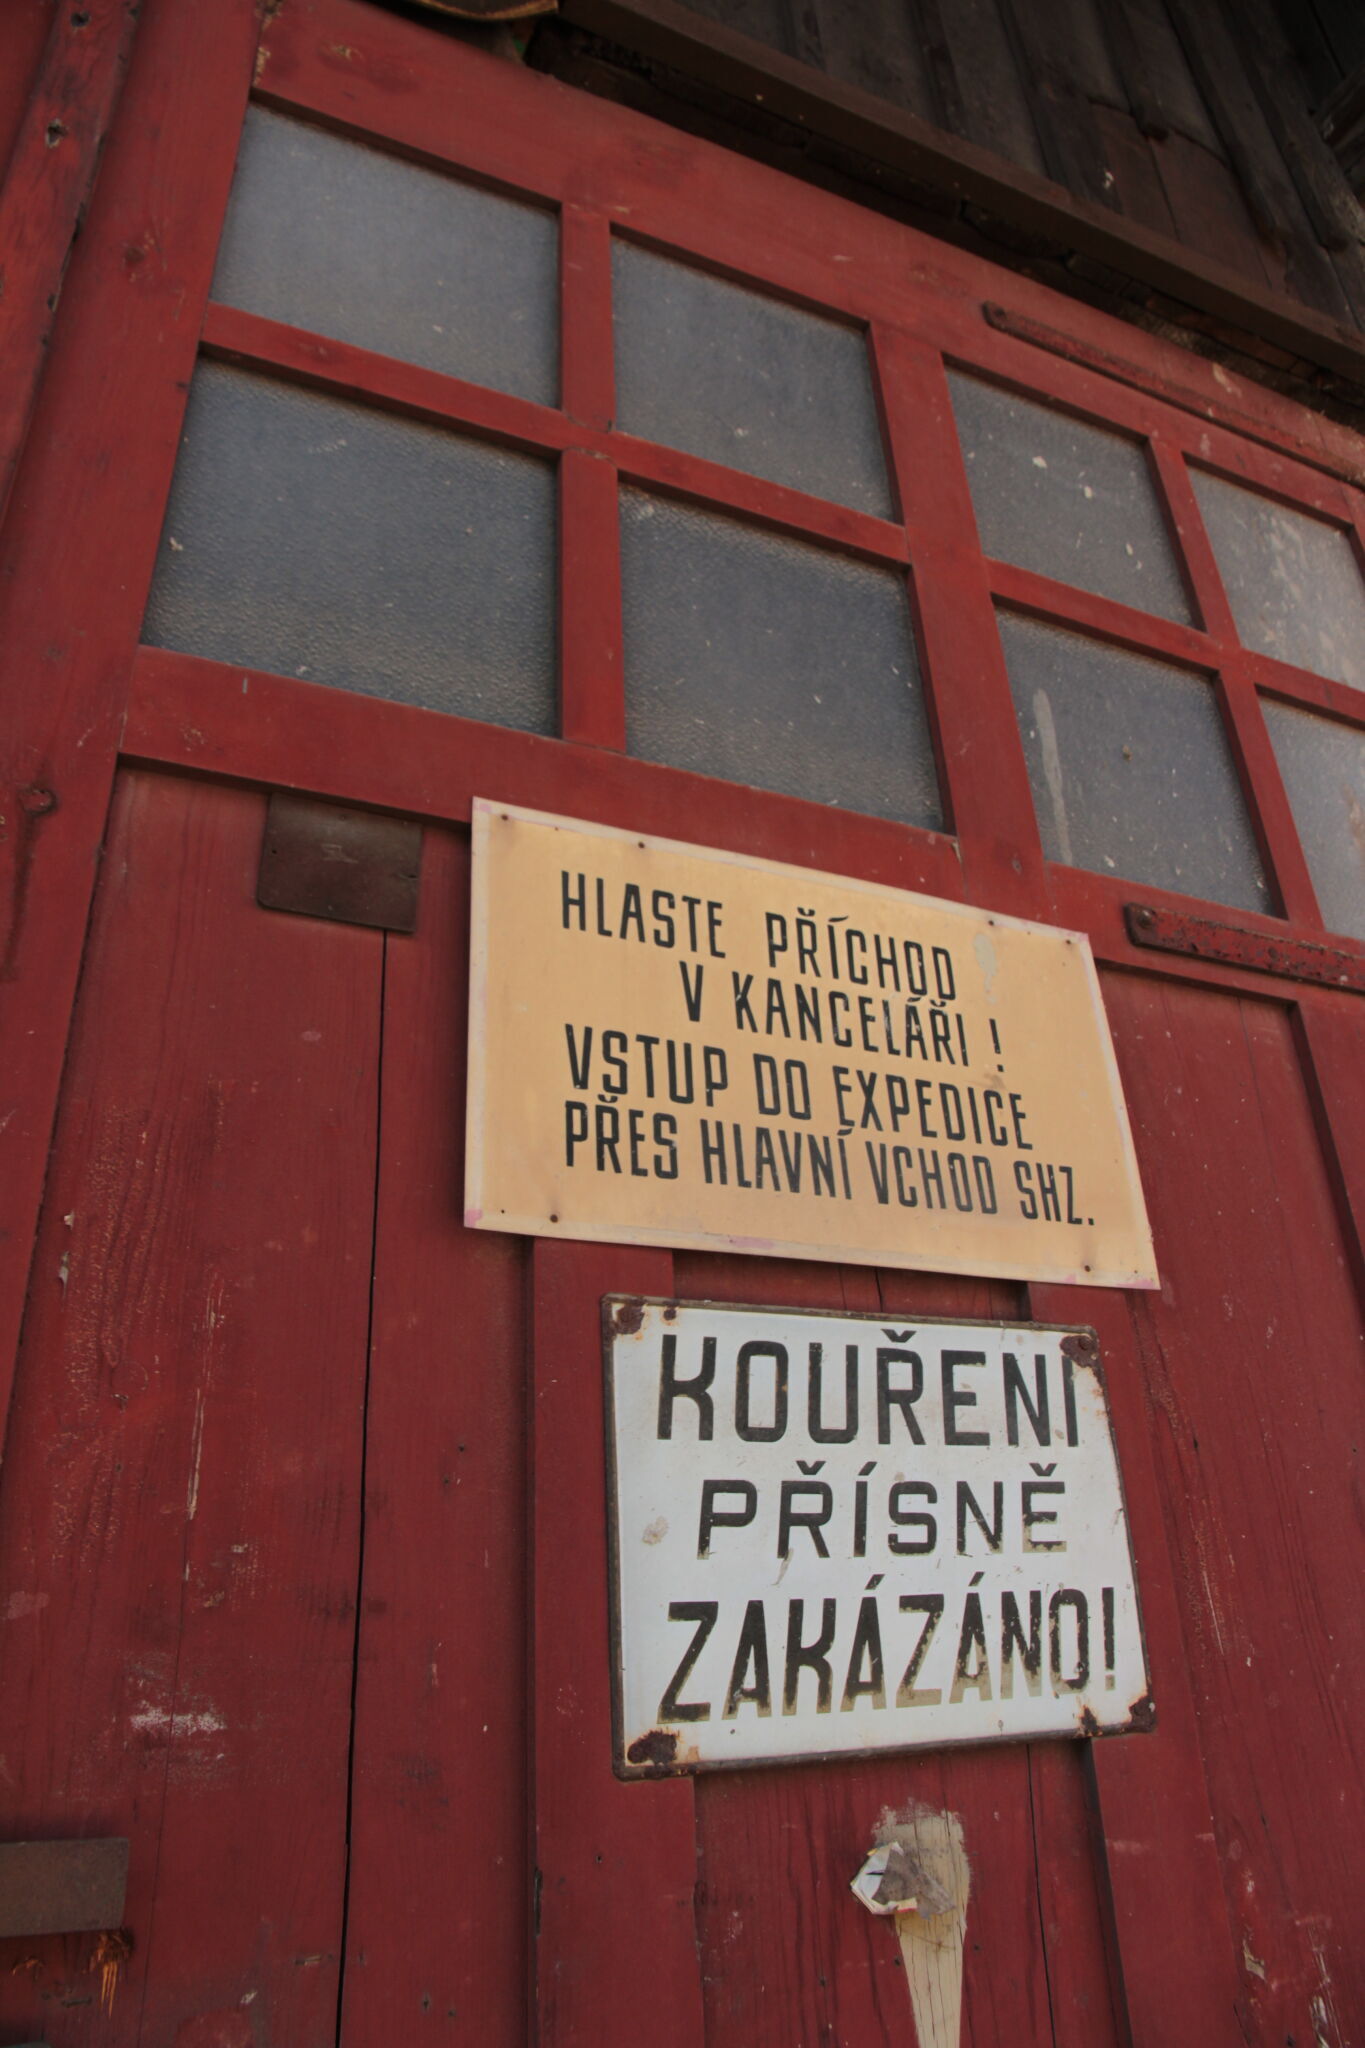 HLASTE PŘÍCHOD
V KANCELÁŘI !
VSTUP DO EXPEDICE
PŘES HLAVNÍ VCHOD SHZ.
KOUŘENI
PŘÍSNĚ
ZAKÁZÁNO!